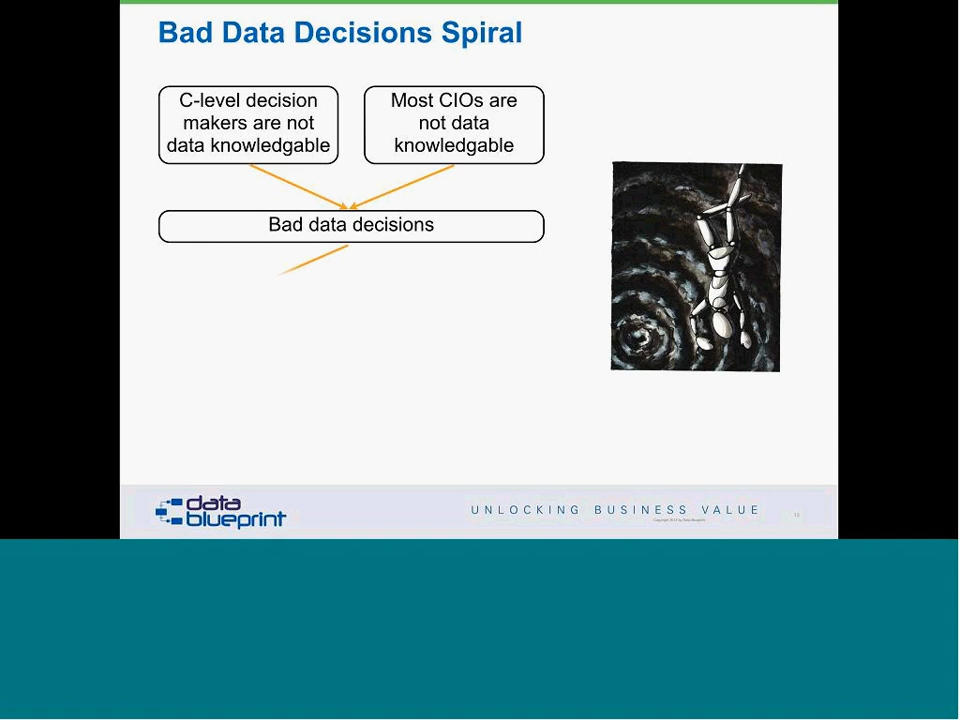 Bad Data Decisions Spiral
C-level decision
makers are not
data knowledgable
Most CIOs are
not data
knowledgable
Bad data decisions
data
blueprint
UNLOCKING BUSINESS VALUE